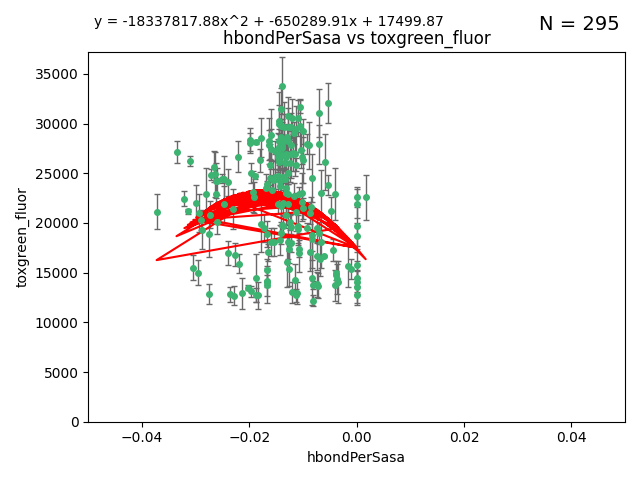 y = -18337817.88x^2 + -650289.91x + 17499.87
N = 295
hbondPerSasa vs toxgreen_fluor
35000
30000
25000
20000
15000
10000
5000
0
toxgreen_fluor
−0.04
−0.02
0.00
0.02
0.04
hbondPerSasa